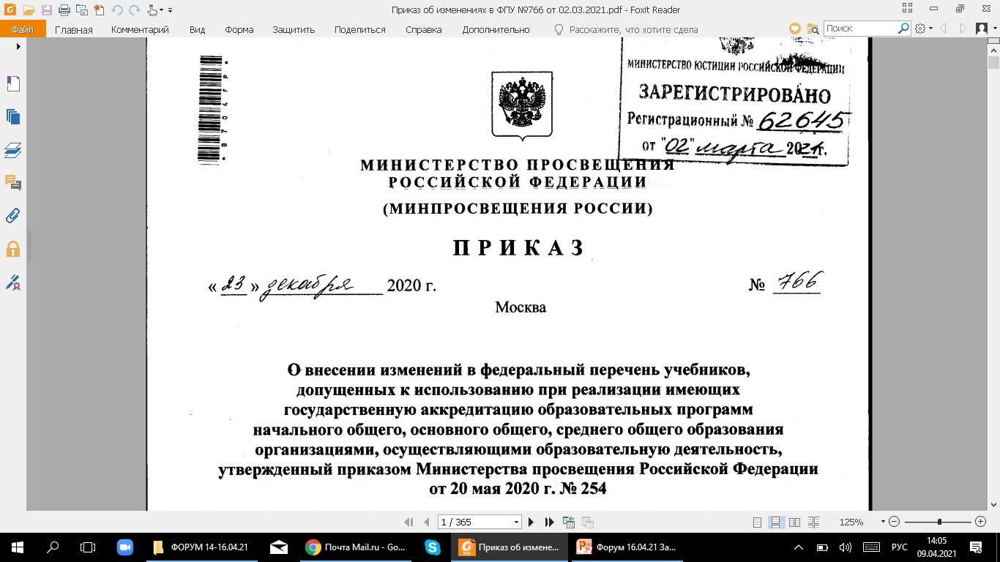 Приказ об изменениях в ФПУ №766 от 02.03.2021.pdf - Foxit Reader
Файл Главная Комментарий Вид Форма Защитить Поделиться Справка Дополнительно Расскажите, что хотите сделать Поиск
*B704FP*
МИНИСТЕРСТВО ЮСТИЦИИ РОССИЙСКОЙ ФЕДЕРАЦИИ
ЗАРЕГИСТРИРОВАНО
Регистрационный № 62645
от "02" марта 2021г.
МИНИСТЕРСТВО ПРОСВЕЩЕНИЯ
РОССИЙСКОЙ ФЕДЕРАЦИИ
(МИНПРОСВЕЩЕНИЯ РОССИИ)
ПРИКАЗ
« 23 » декабря 2020 г. № 766
Москва
О внесении изменений в федеральный перечень учебников,
допущенных к использованию при реализации имеющих
государственную аккредитацию образовательных программ
начального общего, основного общего, среднего общего образования
организациями, осуществляющими образовательную деятельность,
утвержденный приказом Министерства просвещения Российской Федерации
от 20 мая 2020 г. № 254
1 / 365 125%
ФОРУМ 14-16.04.21 Почта Mail.ru - Go... Приказ об измене... Форум 16.04.21 За... РУС 14:05
09.04.2021